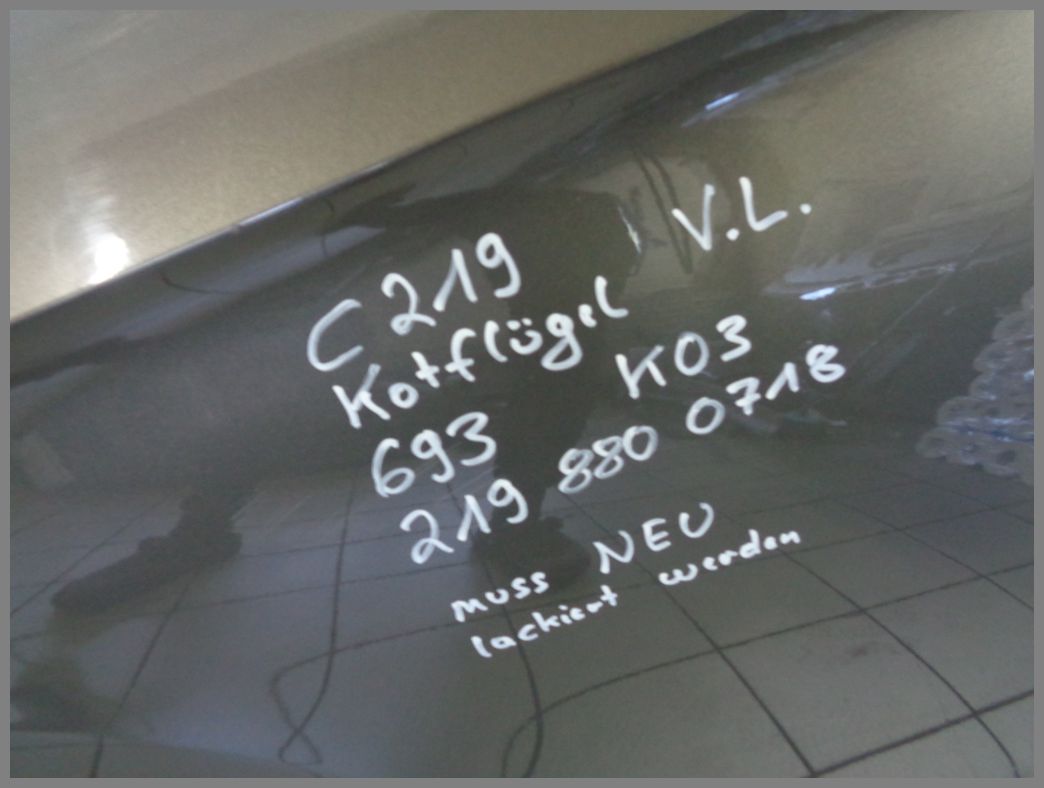 C219 V.L.
Kotflügel
693 K03
219 880 0718
muss NEU
lackiert werden